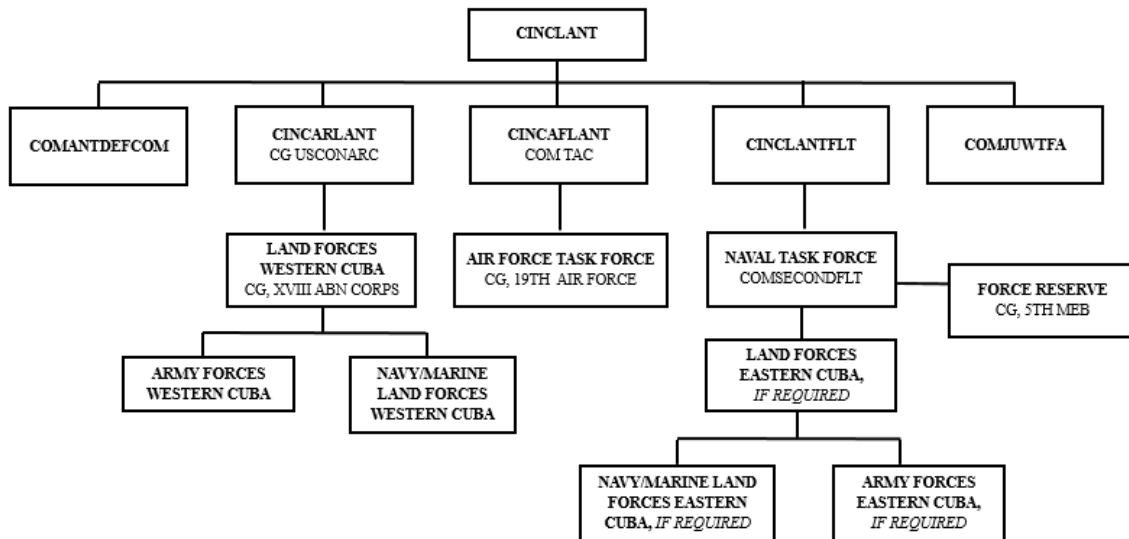 CINCLANT
COMANTDEFCOM
CINCARLANT
CG USCONARC
CINCAFLANT
COM TAC
CINCLANTFLT
COMJUWTFA
LAND FORCES
WESTERN CUBA
CG, XVIII ABN CORPS
AIR FORCE TASK FORCE
CG, 19TH AIR FORCE
NAVAL TASK FORCE
COMSECONDFLT
FORCE RESERVE
CG, 5TH MEB
ARMY FORCES
WESTERN CUBA
NAVY/MARINE
LAND FORCES
WESTERN CUBA
LAND FORCES
EASTERN CUBA,
IF REQUIRED
NAVY/MARINE LAND
FORCES EASTERN
CUBA, IF REQUIRED
ARMY FORCES
EASTERN CUBA,
IF REQUIRED